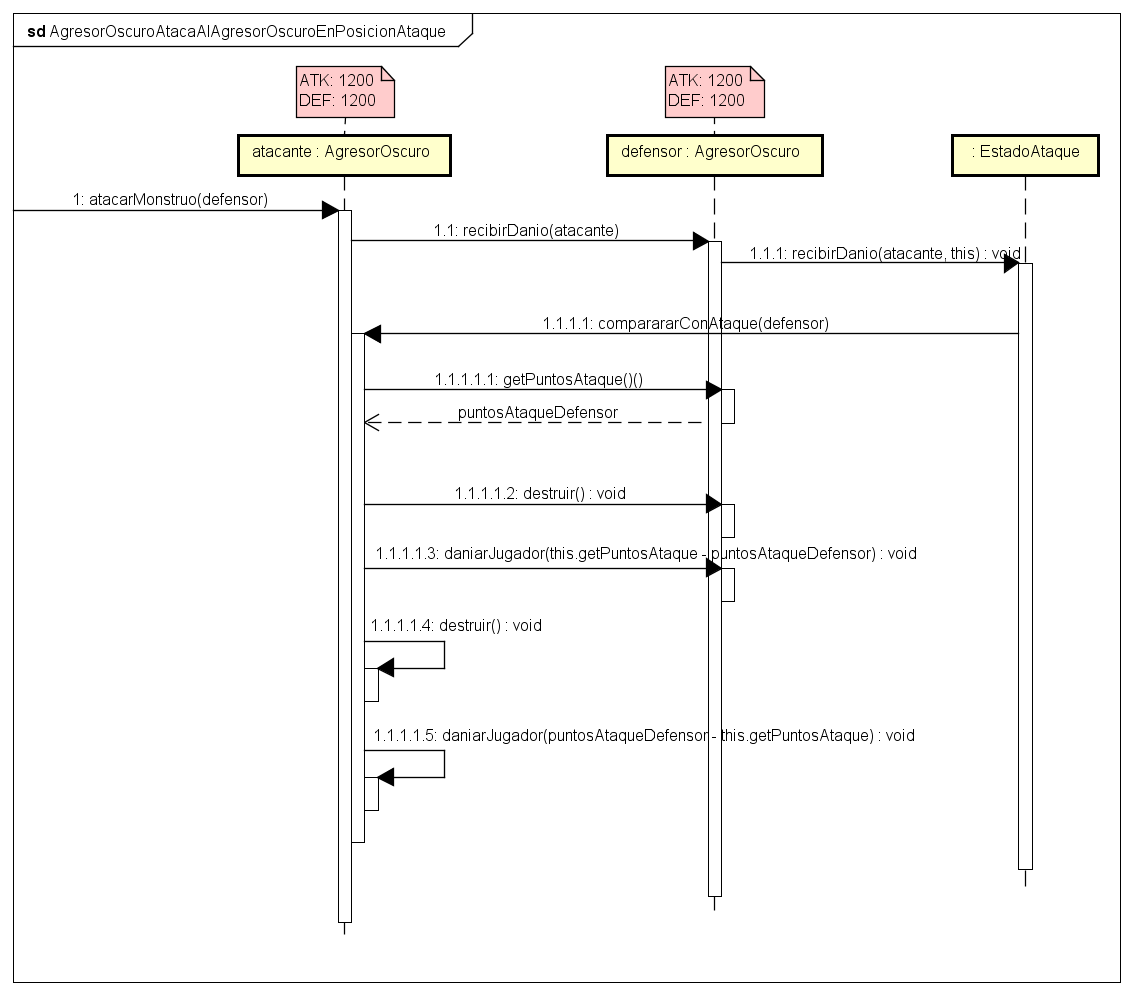 sd AgresorOscuroAtacaAlAgresorOscuroEnPosicionAtaque
ATK: 1200
DEF: 1200
ATK: 1200
DEF: 1200
atacante : AgresorOscuro
defensor : AgresorOscuro
: EstadoAtaque
1: atacarMonstruo(defensor)
1.1: recibirDanio(atacante)
1.1.1: recibirDanio(atacante, this) : void
1.1.1.1: compararar​ConAtaque(defensor)
1.1.1.1.1: getPuntosAtaque()()
puntosAtaqueDefensor
1.1.1.1.2: destruir() : void
1.1.1.1.3: daniarJugador(this.getPuntosAtaque - puntosAtaqueDefensor) : void
1.1.1.1.4: destruir() : void
1.1.1.1.5: daniarJugador(puntosAtaqueDefensor - this.getPuntosAtaque) : void